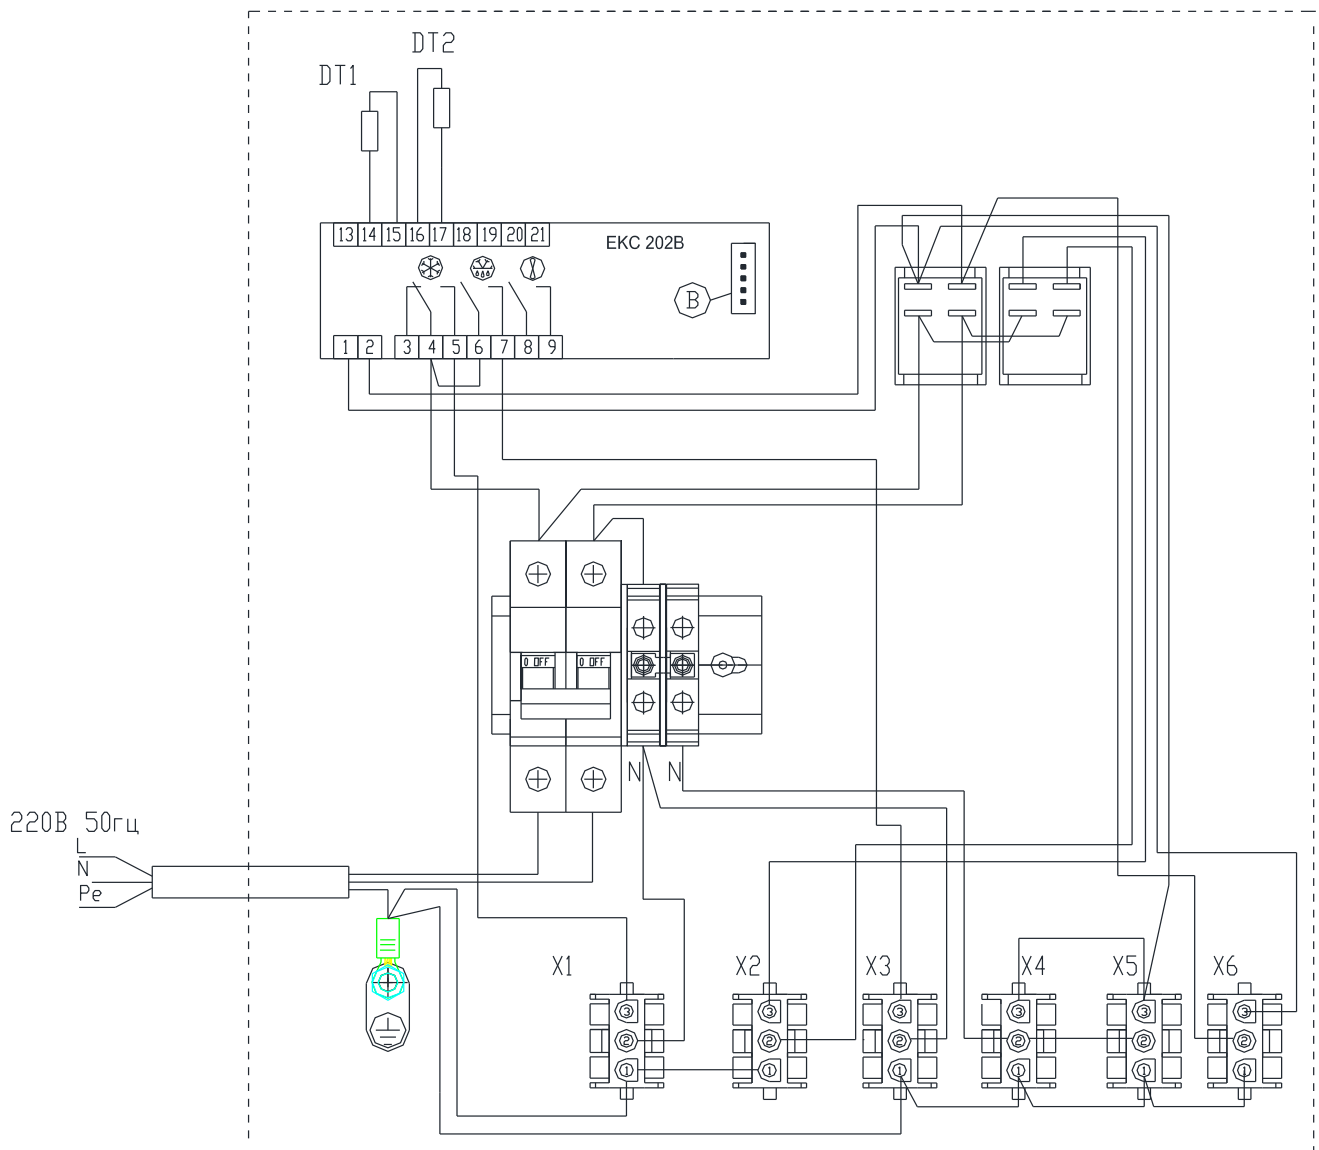 DT2
DT1
13 14 15 16 17 18 19 20 21
EKC 202B
B
1 2 3 4 5 6 7 8 9
0 OFF 0 OFF
N N
220В 50гц
L
N
Pe
X1 X2 X3 X4 X5 X6
3 3 3 3 3 3
2 2 2 2 2 2
1 1 1 1 1 1